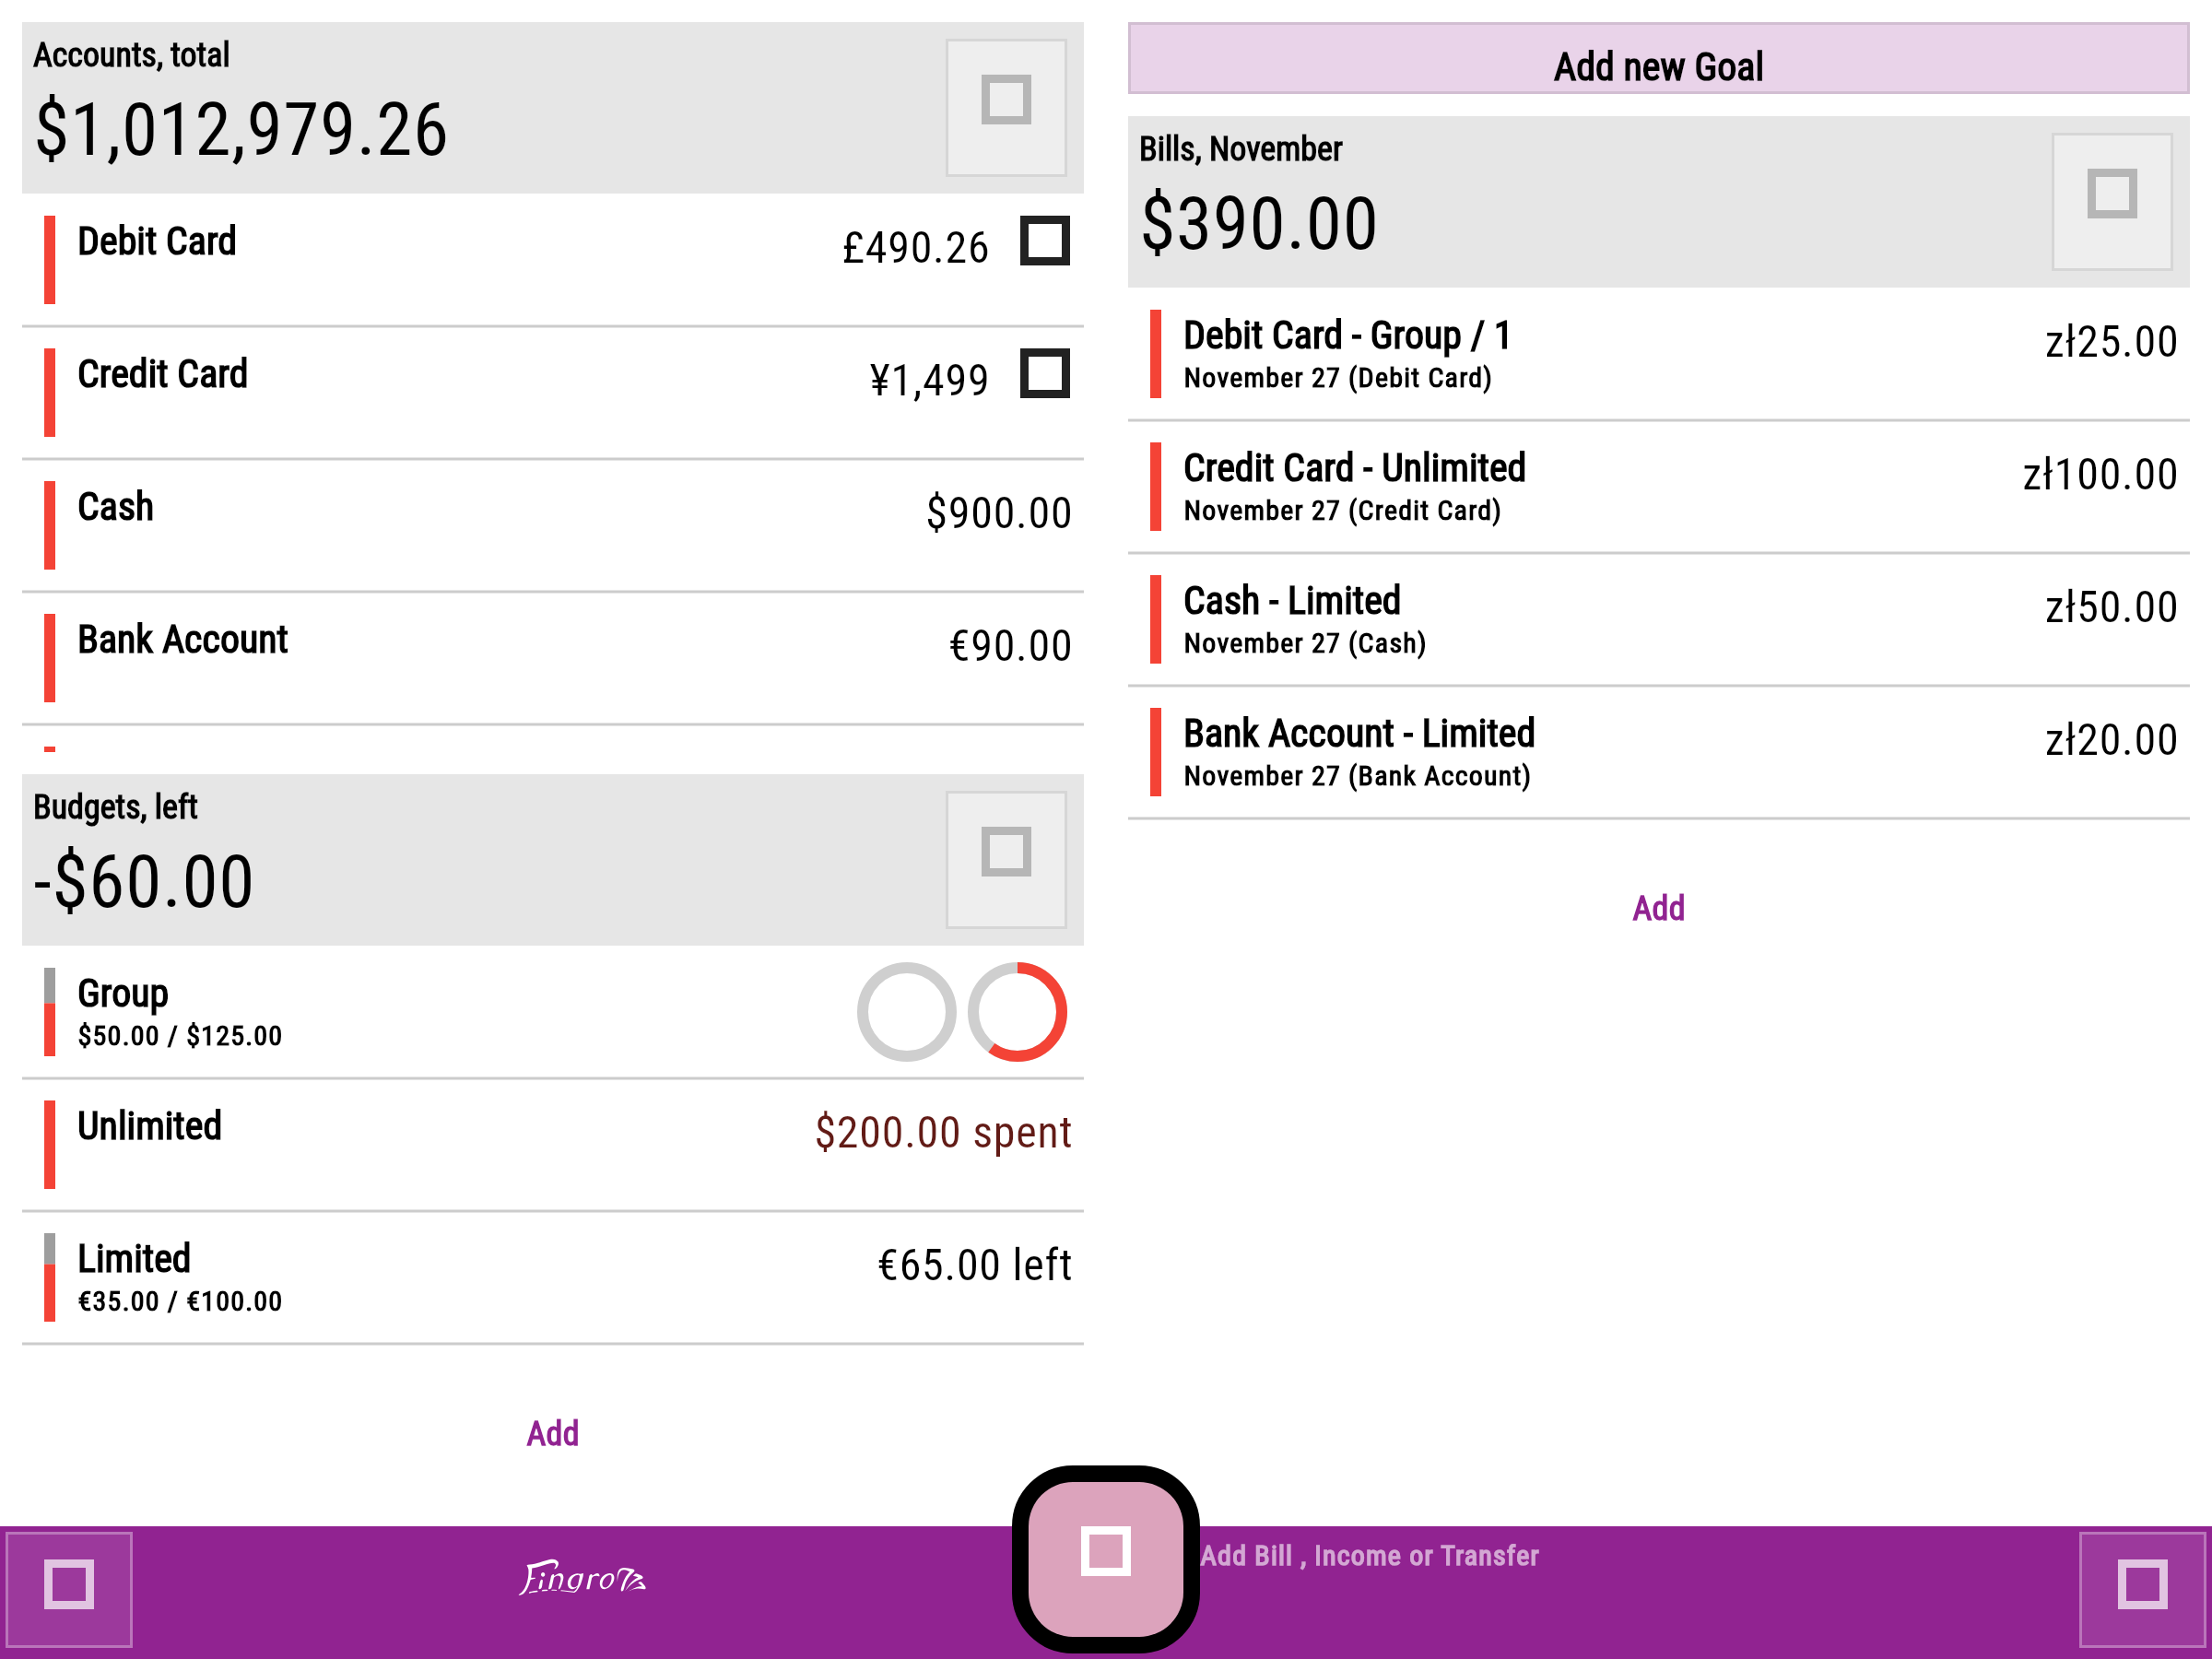 Accounts, total
$1,012,979.26
Debit Card
£490.26
Credit Card
¥1,499
Cash
$900.00
Bank Account
€90.00
Budgets, left
-$60.00
Group
$50.00 / $125.00
Unlimited
$200.00 spent
Limited
€35.00 / €100.00
€65.00 left
Add
Add new Goal
Bills, November
$390.00
Debit Card - Group / 1
November 27 (Debit Card)
zł25.00
Credit Card - Unlimited
November 27 (Credit Card)
zł100.00
Cash - Limited
November 27 (Cash)
zł50.00
Bank Account - Limited
November 27 (Bank Account)
zł20.00
Add
Fingro
Add Bill , Income or Transfer